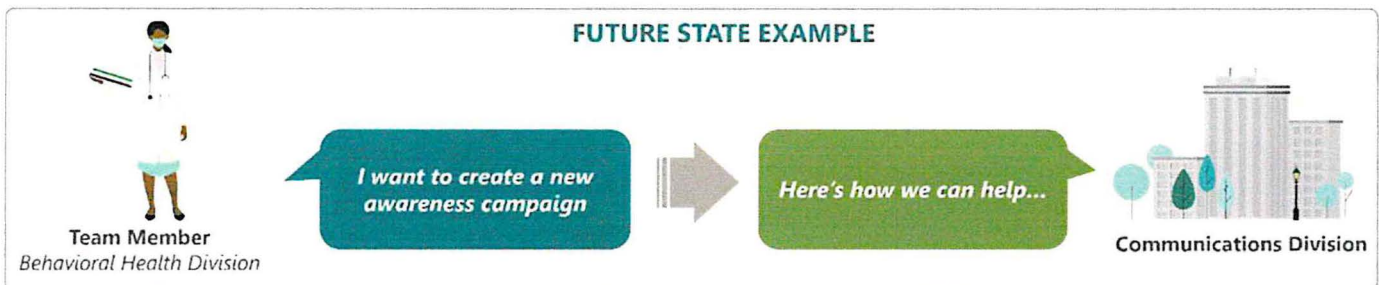 FUTURE STATE EXAMPLE
I want to create a new
awareness campaign
Here's how we can help...
Team Member
Behavioral Health Division
Communications Division